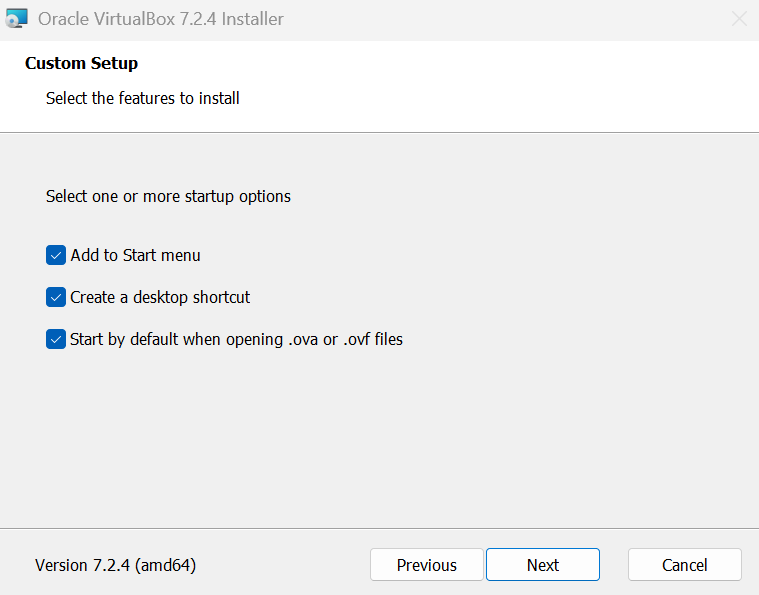 Oracle VirtualBox 7.2.4 Installer
Custom Setup
Select the features to install
Select one or more startup options
Add to Start menu
Create a desktop shortcut
Start by default when opening .ova or .ovf files
Version 7.2.4 (amd64)
Previous
Next
Cancel